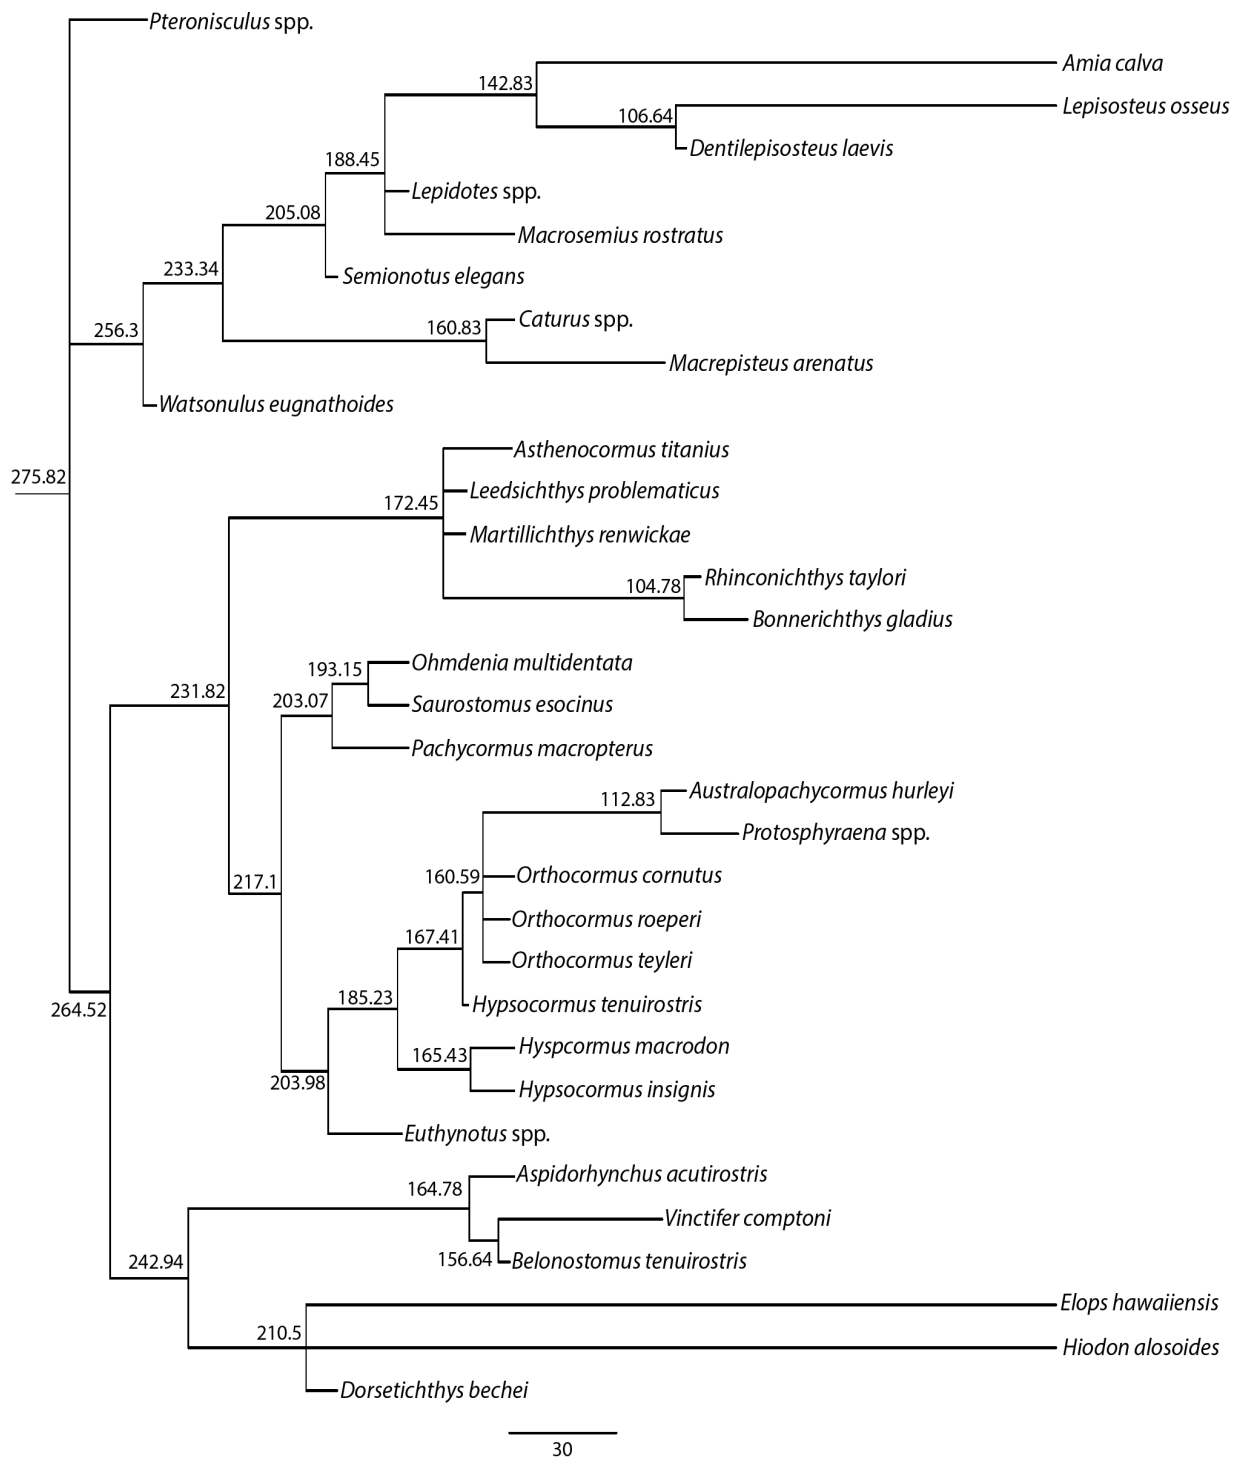 Pteronisculus spp.
Amia calva
142.83
Lepisosteus osseus
106.64
Dentilepisosteus laevis
188.45
Lepidotes spp.
205.08
Macrosemius rostratus
233.34
Semionotus elegans
Caturus spp.
256.3
160.83
Macrepisteus arenatus
Watsonulus eugnathoides
Asthenocormus titanius
275.82
Leedsichthys problematicus
172.45
Martillichthys renwickae
Rhinconichthys taylori
104.78
Bonnerichthys gladius
Ohmdenia multidentata
193.15
231.82
203.07
Saurostomus esocinus
Pachycormus macropterus
Australopachycormus hurleyi
112.83
Protosphyraena spp.
160.59
Orthocormus cornutus
217.1
Orthocormus roeperi
167.41
Orthocormus teyleri
185.23
Hypsocormus tenuirostris
264.52
Hyspcormus macrodon
165.43
203.98
Hypsocormus insignis
Euthynotus spp.
Aspidorhynchus acutirostris
164.78
Vinctifer comptoni
242.94
156.64
Belonostomus tenuirostris
Elops hawaiiensis
210.5
Hiodon alosoides
Dorsetichthys bechei
30